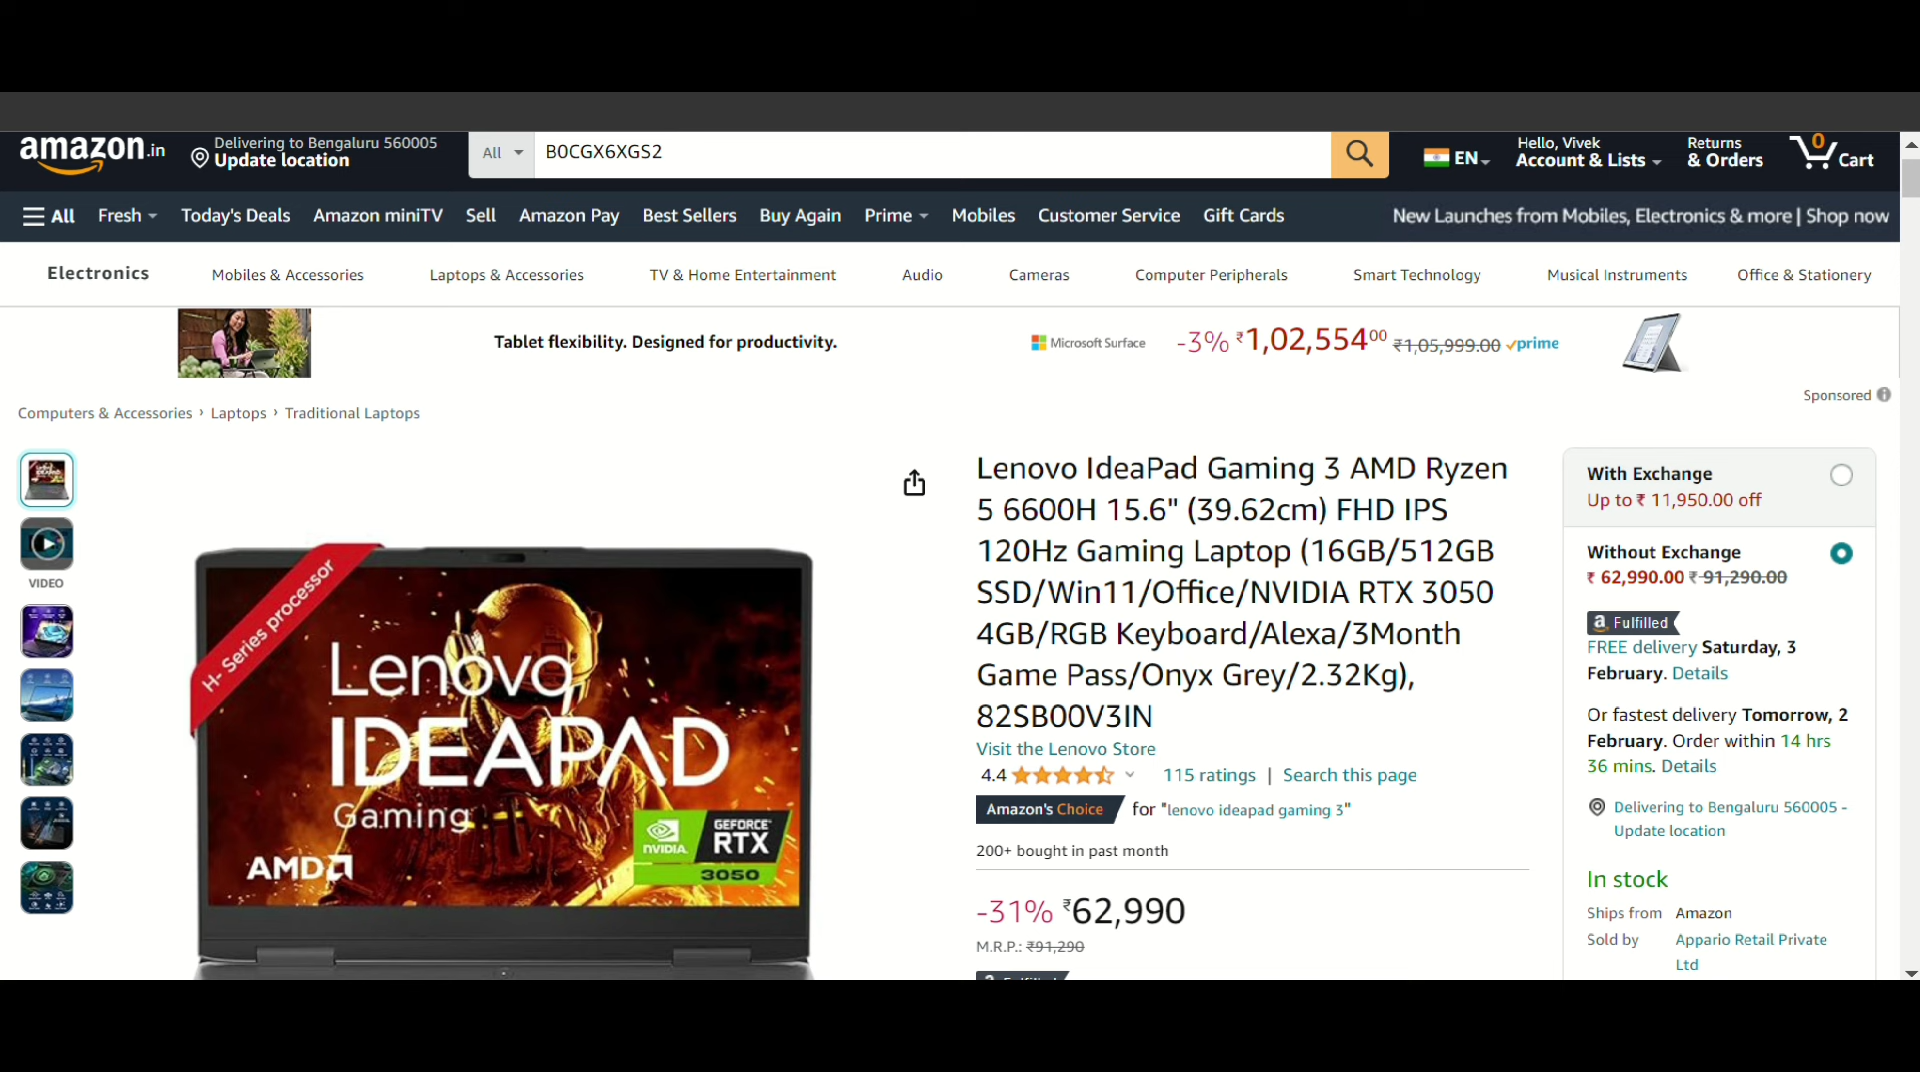 amazon.in
Delivering to Bengaluru 560005
Update location
All
B0CGX6XGS2
EN
Hello, Vivek
Account & Lists
Returns
& Orders
0
Cart
All
Fresh
Today's Deals
Amazon miniTV
Sell
Amazon Pay
Best Sellers
Buy Again
Prime
Mobiles
Customer Service
Gift Cards
New Launches from Mobiles, Electronics & more | Shop now
Electronics
Mobiles & Accessories
Laptops & Accessories
TV & Home Entertainment
Audio
Cameras
Computer Peripherals
Smart Technology
Musical Instruments
Office & Stationery
Tablet flexibility. Designed for productivity.
Microsoft Surface
-3% ₹1,02,55400 ₹1,05,999.00 prime
Sponsored
Computers & Accessories › Laptops › Traditional Laptops
VIDEO
H- Series processor
Lenovo
IDEAPAD
Gaming
AMD
NVIDIA.
GEFORCE
RTX
3050
Lenovo IdeaPad Gaming 3 AMD Ryzen
5 6600H 15.6" (39.62cm) FHD IPS
120Hz Gaming Laptop (16GB/512GB
SSD/Win11/Office/NVIDIA RTX 3050
4GB/RGB Keyboard/Alexa/3Month
Game Pass/Onyx Grey/2.32Kg),
82SB00V3IN
Visit the Lenovo Store
4.4
115 ratings | Search this page
Amazon's Choice for "lenovo ideapad gaming 3"
200+ bought in past month
-31% ₹62,990
M.R.P.: ₹91,290
With Exchange
Up to ₹ 11,950.00 off
Without Exchange
₹ 62,990.00 ₹ 91,290.00
a Fulfilled
FREE delivery Saturday, 3
February. Details
Or fastest delivery Tomorrow, 2
February. Order within 14 hrs
36 mins. Details
Delivering to Bengaluru 560005 -
Update location
In stock
Ships from Amazon
Sold by Appario Retail Private
Ltd